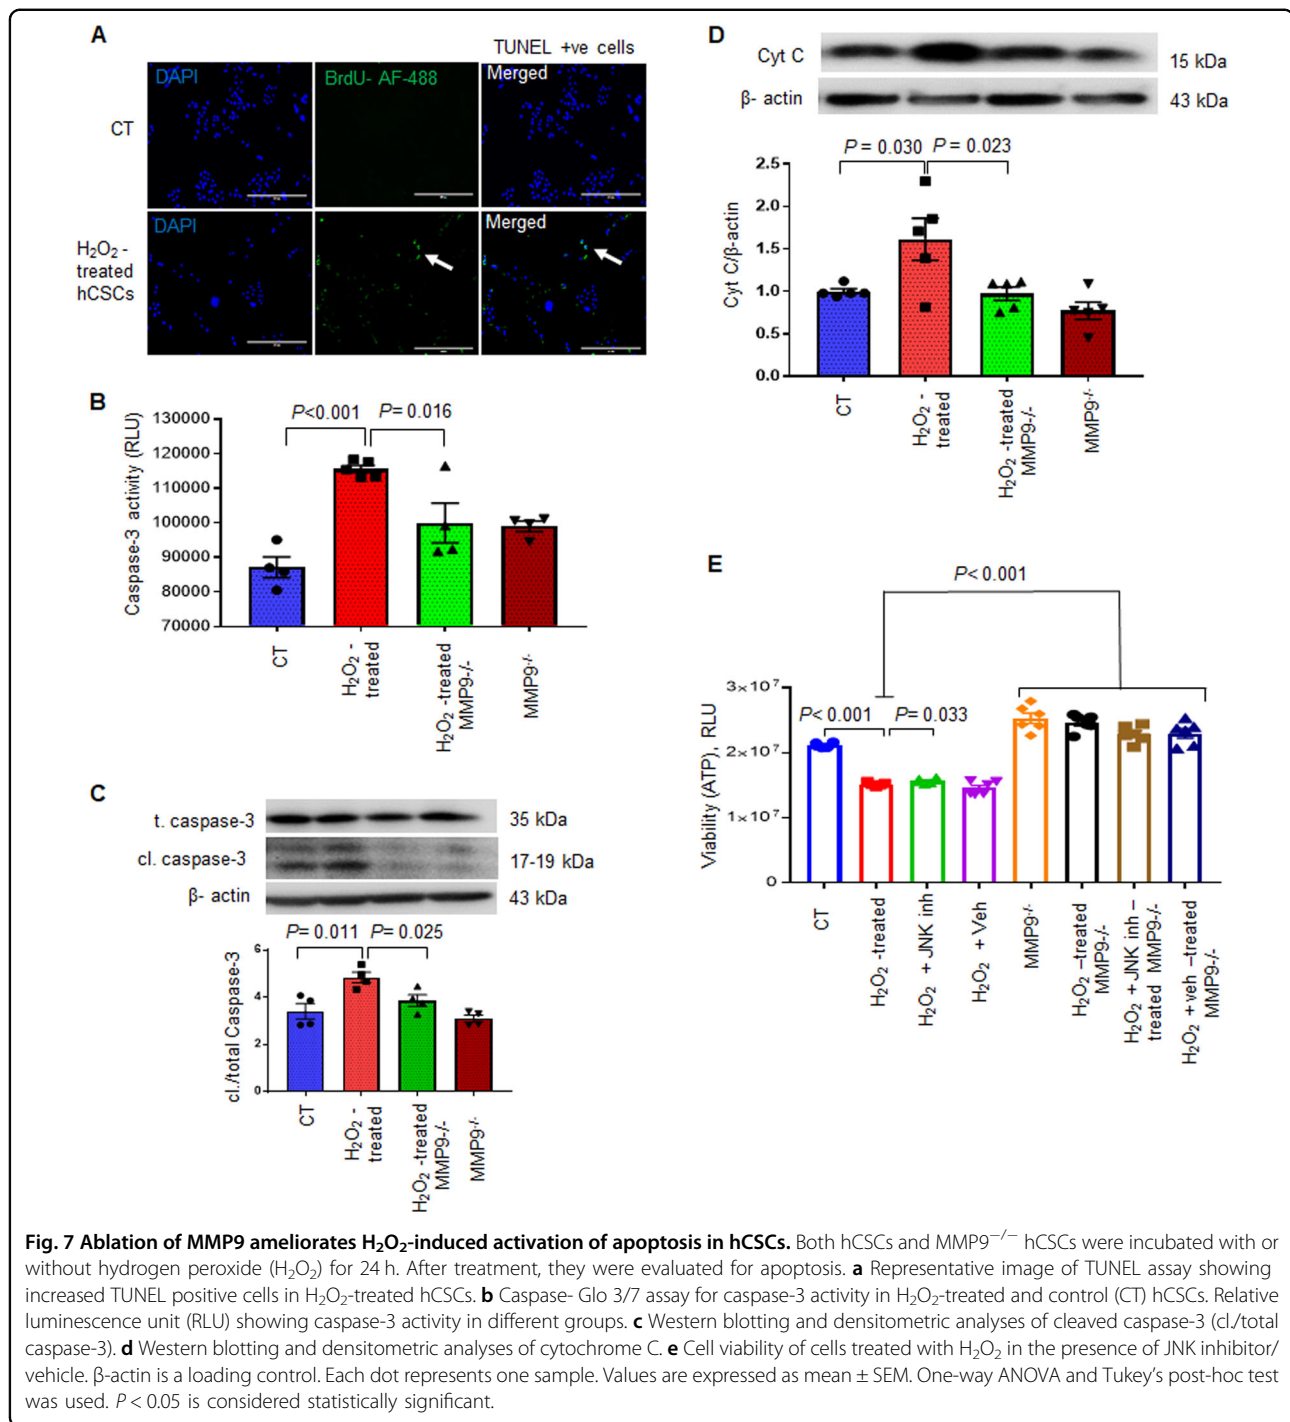 A
TUNEL +ve cells
DAPI
BrdU- AF-488
Merged
CT
DAPI
Merged
H₂O₂ -
treated
hCSCs
B
Caspase-3 activity (RLU)
130000
120000
110000
100000
90000
80000
70000
P<0.001
P= 0.016
CT
H₂O₂ -
treated
H₂O₂ -treated
MMP9-/-
MMP9-/-
C
t. caspase-3
35 kDa
cl. caspase-3
17-19 kDa
β- actin
43 kDa
P= 0.011
P= 0.025
cl./total Caspase-3
6
4
2
0
CT
H₂O₂ -
treated
H₂O₂ -treated
MMP9-/-
MMP9-/-
D
Cyt C
15 kDa
β- actin
43 kDa
P = 0.030
P = 0.023
Cyt C/β-actin
2.5
2.0
1.5
1.0
0.5
0.0
CT
H₂O₂ -
treated
H₂O₂ -treated
MMP9-/-
MMP9-/-
E
P< 0.001
P< 0.001
P= 0.033
Viability (ATP), RLU
3×10⁷
2×10⁷
1×10⁷
0
CT
H₂O₂ -treated
H₂O₂ + JNK inh
H₂O₂ + Veh
MMP9-/-
H₂O₂ –treated
MMP9-/-
H₂O₂ + JNK inh –
treated MMP9-/-
H₂O₂ + veh –treated
MMP9-/-
Fig. 7 Ablation of MMP9 ameliorates H₂O₂-induced activation of apoptosis in hCSCs. Both hCSCs and MMP9−/− hCSCs were incubated with or
without hydrogen peroxide (H₂O₂) for 24 h. After treatment, they were evaluated for apoptosis. a Representative image of TUNEL assay showing
increased TUNEL positive cells in H₂O₂-treated hCSCs. b Caspase- Glo 3/7 assay for caspase-3 activity in H₂O₂-treated and control (CT) hCSCs. Relative
luminescence unit (RLU) showing caspase-3 activity in different groups. c Western blotting and densitometric analyses of cleaved caspase-3 (cl./total
caspase-3). d Western blotting and densitometric analyses of cytochrome C. e Cell viability of cells treated with H₂O₂ in the presence of JNK inhibitor/
vehicle. β-actin is a loading control. Each dot represents one sample. Values are expressed as mean ± SEM. One-way ANOVA and Tukey's post-hoc test
was used. P < 0.05 is considered statistically significant.